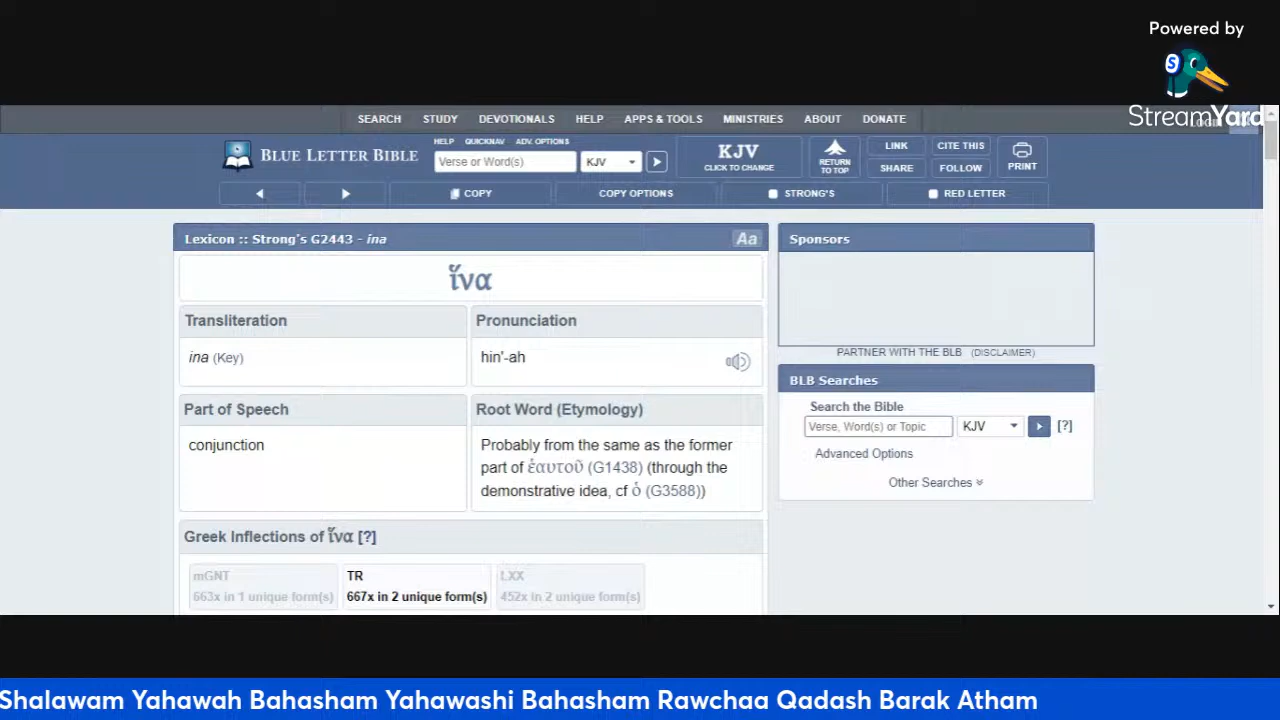 Powered by
StreamYard
SEARCH STUDY DEVOTIONALS HELP APPS & TOOLS MINISTRIES ABOUT DONATE
BLUE LETTER BIBLE
HELP QUICKNAV ADV. OPTIONS
Verse or Word(s) KJV
KJV
CLICK TO CHANGE
RETURN
TO TOP
LINK CITE THIS
SHARE FOLLOW
PRINT
COPY COPY OPTIONS STRONG'S RED LETTER
Lexicon :: Strong's G2443 - ina Aa
ἵνα
Transliteration
ina (Key)
Pronunciation
hin'-ah
Part of Speech
conjunction
Root Word (Etymology)
Probably from the same as the former
part of ἑαυτοῦ (G1438) (through the
demonstrative idea, cf ὁ (G3588))
Greek Inflections of ἵνα [?]
mGNT
663x in 1 unique form(s)
TR
667x in 2 unique form(s)
LXX
452x in 2 unique form(s)
Sponsors
PARTNER WITH THE BLB (DISCLAIMER)
BLB Searches
Search the Bible
Verse, Word(s) or Topic KJV [?]
Advanced Options
Other Searches
Shalawam Yahawah Bahasham Yahawashi Bahasham Rawchaa Qadash Barak Atham